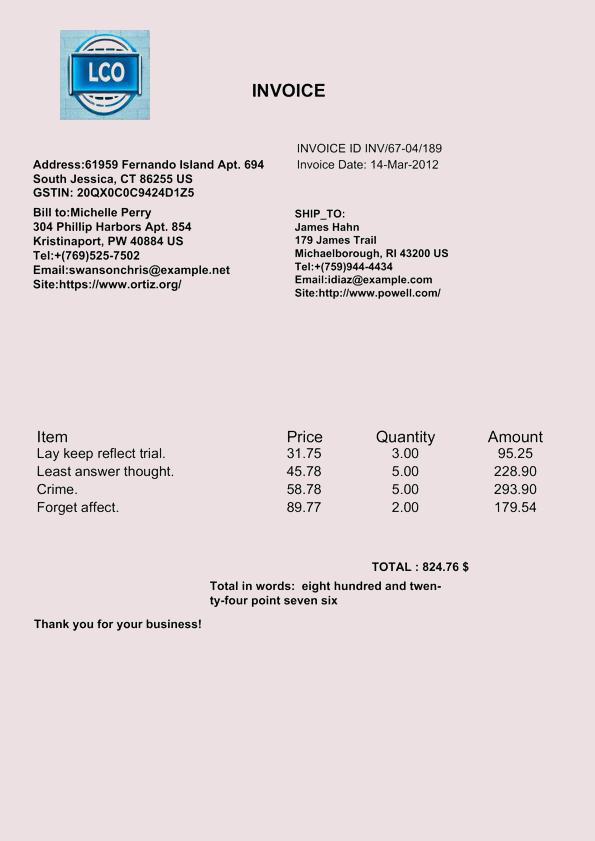 LCO
INVOICE
INVOICE ID INV/67-04/189
Invoice Date: 14-Mar-2012
Address:61959 Fernando Island Apt. 694
South Jessica, CT 86255 US
GSTIN: 20QX0C0C9424D1Z5
Bill to:Michelle Perry
304 Phillip Harbors Apt. 854
Kristinaport, PW 40884 US
Tel:+(769)525-7502
Email:swansonchris@example.net
Site:https://www.ortiz.org/
SHIP_TO:
James Hahn
179 James Trail
Michaelborough, RI 43200 US
Tel:+(759)944-4434
Email:idiaz@example.com
Site:http://www.powell.com/
Item Price Quantity Amount
Lay keep reflect trial. 31.75 3.00 95.25
Least answer thought. 45.78 5.00 228.90
Crime. 58.78 5.00 293.90
Forget affect. 89.77 2.00 179.54
TOTAL : 824.76 $
Total in words:  eight hundred and twen-
ty-four point seven six
Thank you for your business!